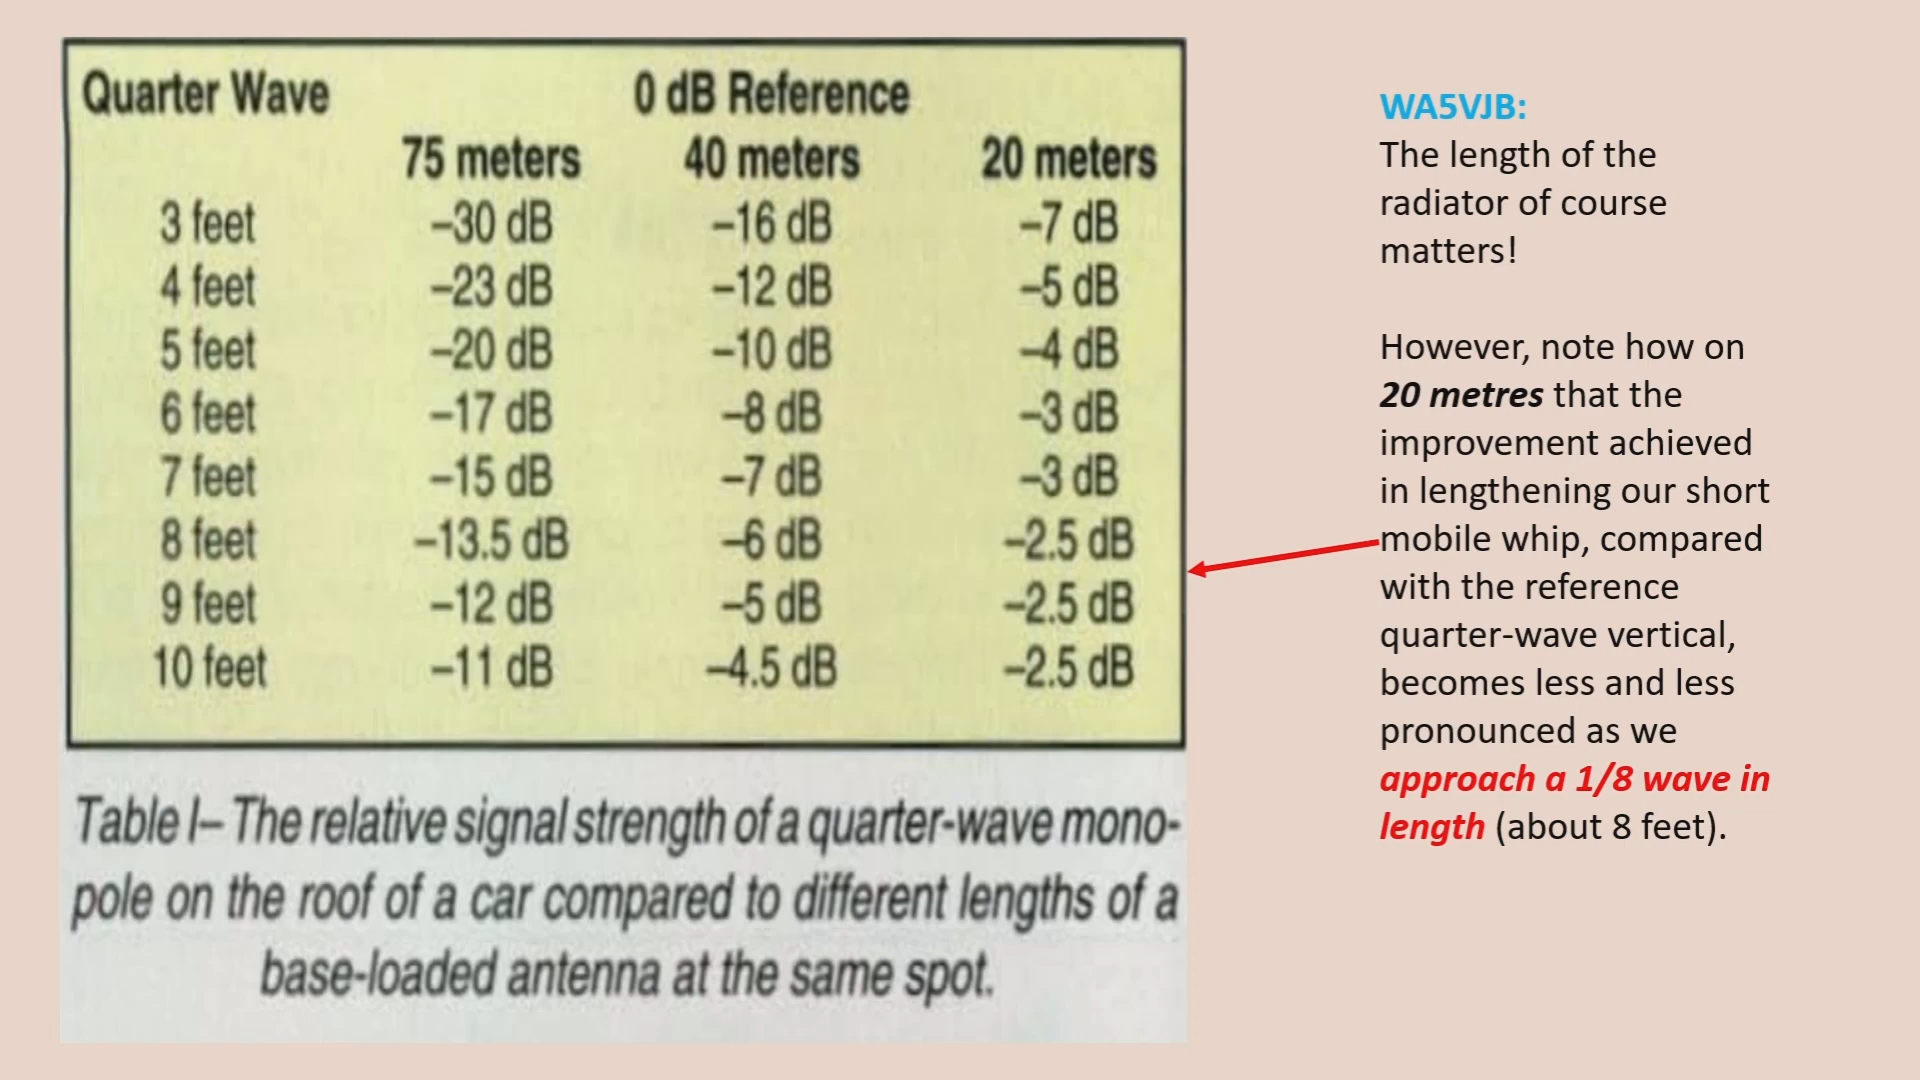 Quarter Wave 0 dB Reference
75 meters 40 meters 20 meters
3 feet –30 dB –16 dB –7 dB
4 feet –23 dB –12 dB –5 dB
5 feet –20 dB –10 dB –4 dB
6 feet –17 dB –8 dB –3 dB
7 feet –15 dB –7 dB –3 dB
8 feet –13.5 dB –6 dB –2.5 dB
9 feet –12 dB –5 dB –2.5 dB
10 feet –11 dB –4.5 dB –2.5 dB
Table I– The relative signal strength of a quarter-wave mono-
pole on the roof of a car compared to different lengths of a
base-loaded antenna at the same spot.
WA5VJB:
The length of the
radiator of course
matters!
However, note how on
20 metres that the
improvement achieved
in lengthening our short
mobile whip, compared
with the reference
quarter-wave vertical,
becomes less and less
pronounced as we
approach a 1/8 wave in
length (about 8 feet).